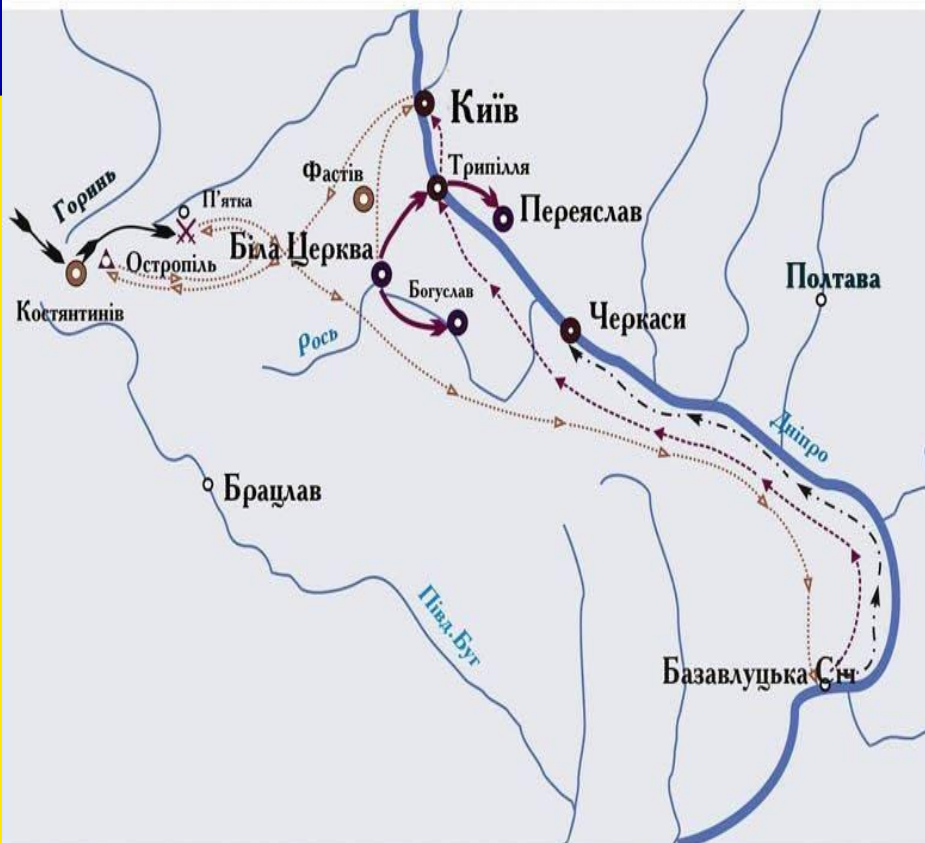 Київ
Горинь
Фастів
Трипілля
П'ятка
Переяслав
Біла Церква
Остропіль
Полтава
Богуслав
Костянтинів
Черкаси
Рось
Дніпро
Брацлав
Півд.Буг
Базавлуцька Січ